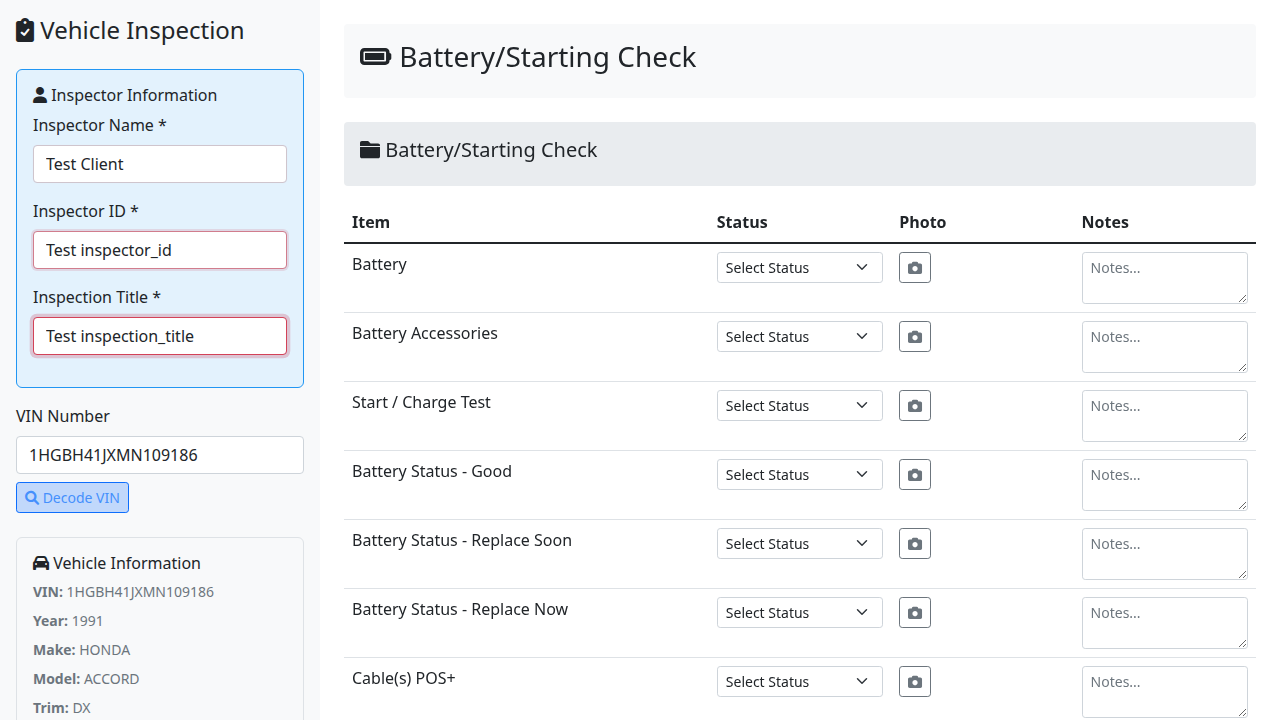 Vehicle Inspection
Inspector Information
Inspector Name *
Test Client
Inspector ID *
Test inspector_id
Inspection Title *
Test inspection_title
VIN Number
1HGBH41JXMN109186
Decode VIN
Vehicle Information
VIN: 1HGBH41JXMN109186
Year: 1991
Make: HONDA
Model: ACCORD
Trim: DX
Battery/Starting Check
Battery/Starting Check
Item Status Photo Notes
Battery Select Status Notes...
Battery Accessories Select Status Notes...
Start / Charge Test Select Status Notes...
Battery Status - Good Select Status Notes...
Battery Status - Replace Soon Select Status Notes...
Battery Status - Replace Now Select Status Notes...
Cable(s) POS+ Select Status Notes...